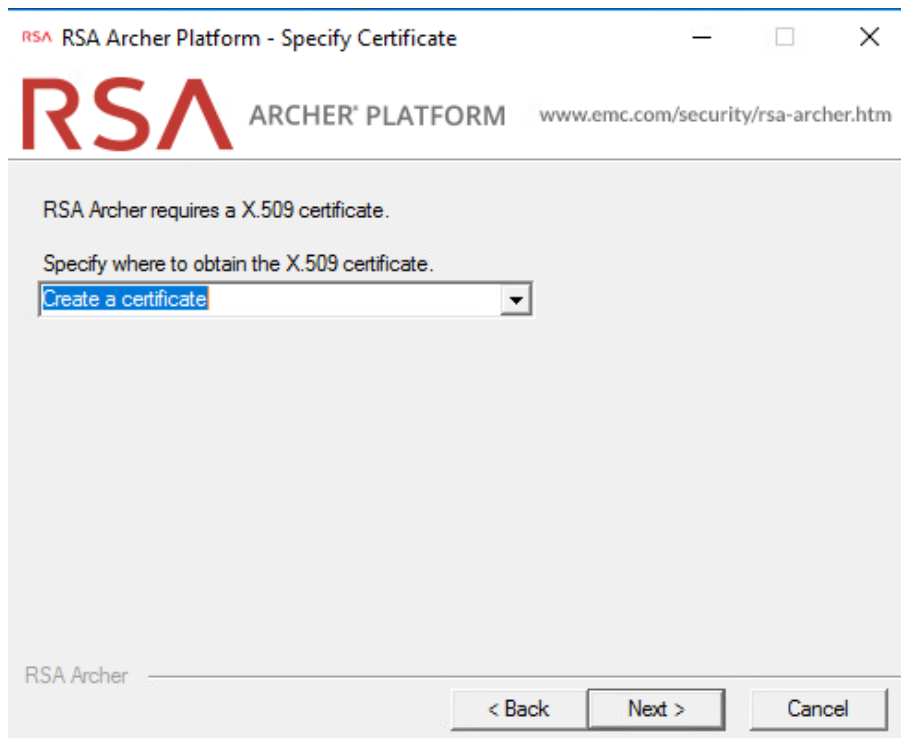 RSA RSA Archer Platform - Specify Certificate
RSA ARCHER® PLATFORM www.emc.com/security/rsa-archer.htm
RSA Archer requires a X.509 certificate.
Specify where to obtain the X.509 certificate.
Create a certificate
RSA Archer
< Back Next > Cancel